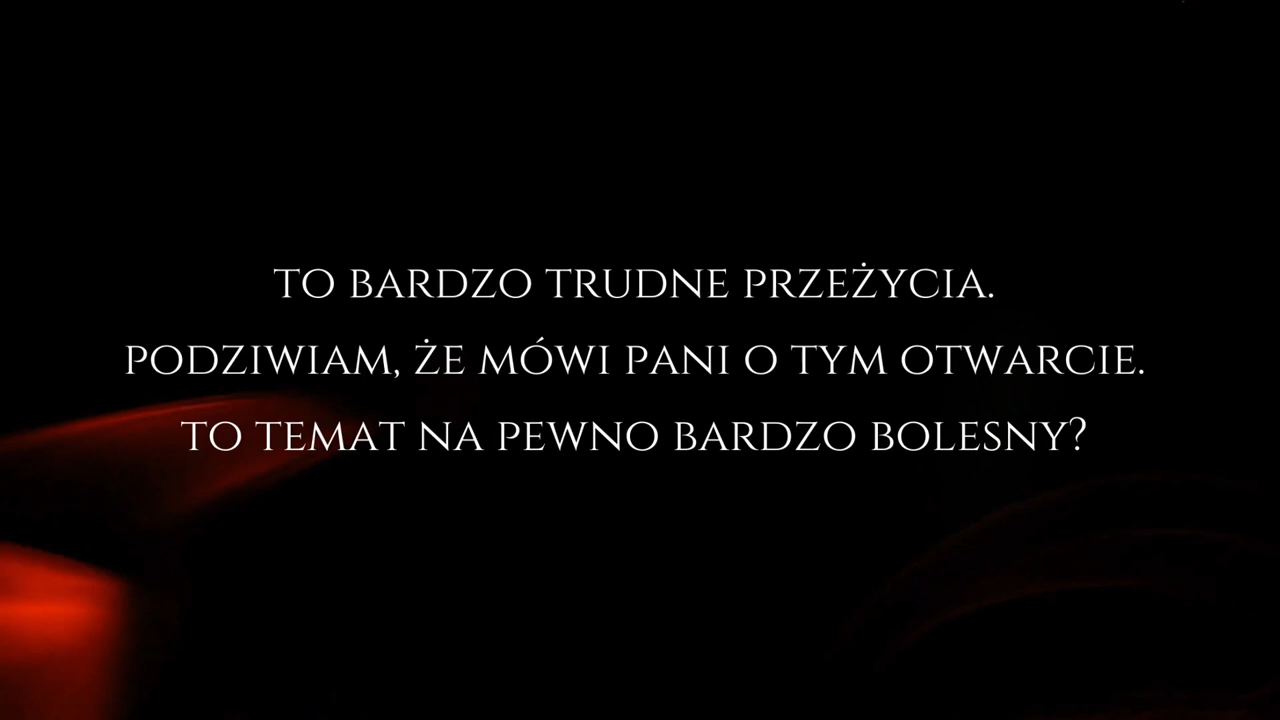 TO BARDZO TRUDNE PRZEŻYCIA.
PODZIWIAM, ŻE MÓWI PANI O TYM OTWARCIE.
TO TEMAT NA PEWNO BARDZO BOLESNY?